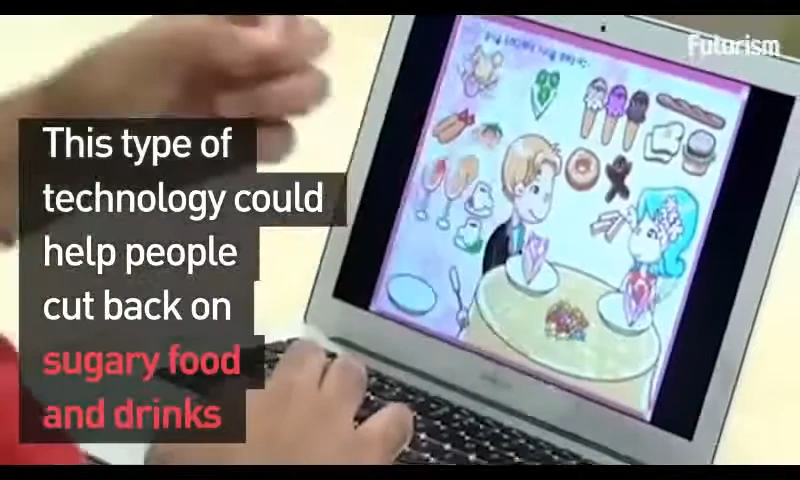 Futurism
This type of
technology could
help people
cut back on
sugary food
and drinks